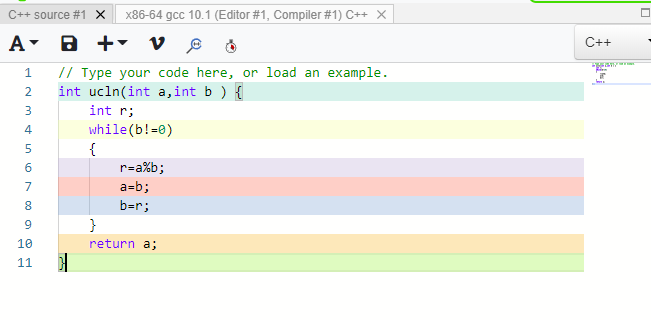 C++ source #1 × x86-64 gcc 10.1 (Editor #1, Compiler #1) C++ ×
A C++
1 // Type your code here, or load an example.
2 int ucln(int a,int b ) {
3 int r;
4 while(b!=0)
5 {
6 r=a%b;
7 a=b;
8 b=r;
9 }
10 return a;
11 }